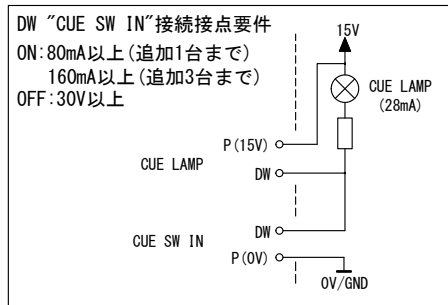 DW "CUE SW IN"接続接点要件
ON:80mA以上(追加1台まで)
160mA以上(追加3台まで)
OFF:30V以上
15V
CUE LAMP
(28mA)
P(15V)
CUE LAMP
DW
DW
CUE SW IN
P(0V)
0V/GND